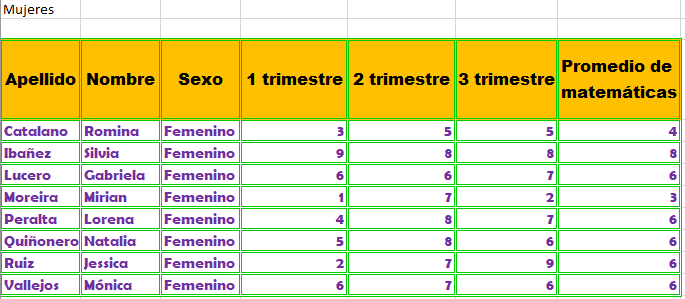 Mujeres
Apellido Nombre Sexo 1 trimestre 2 trimestre 3 trimestre Promedio de matemáticas
Catalano Romina Femenino 3 5 5 4
Ibañez Silvia Femenino 9 8 8 8
Lucero Gabriela Femenino 6 6 7 6
Moreira Mirian Femenino 1 7 2 3
Peralta Lorena Femenino 4 8 7 6
Quiñonero Natalia Femenino 5 8 6 6
Ruiz Jessica Femenino 2 7 9 6
Vallejos Mónica Femenino 6 7 6 6